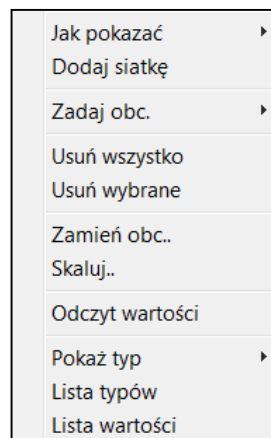 Jak pokazać
Dodaj siatkę
Zadaj obc.
Usuń wszystko
Usuń wybrane
Zamień obc..
Skaluj..
Odczyt wartości
Pokaż typ
Lista typów
Lista wartości